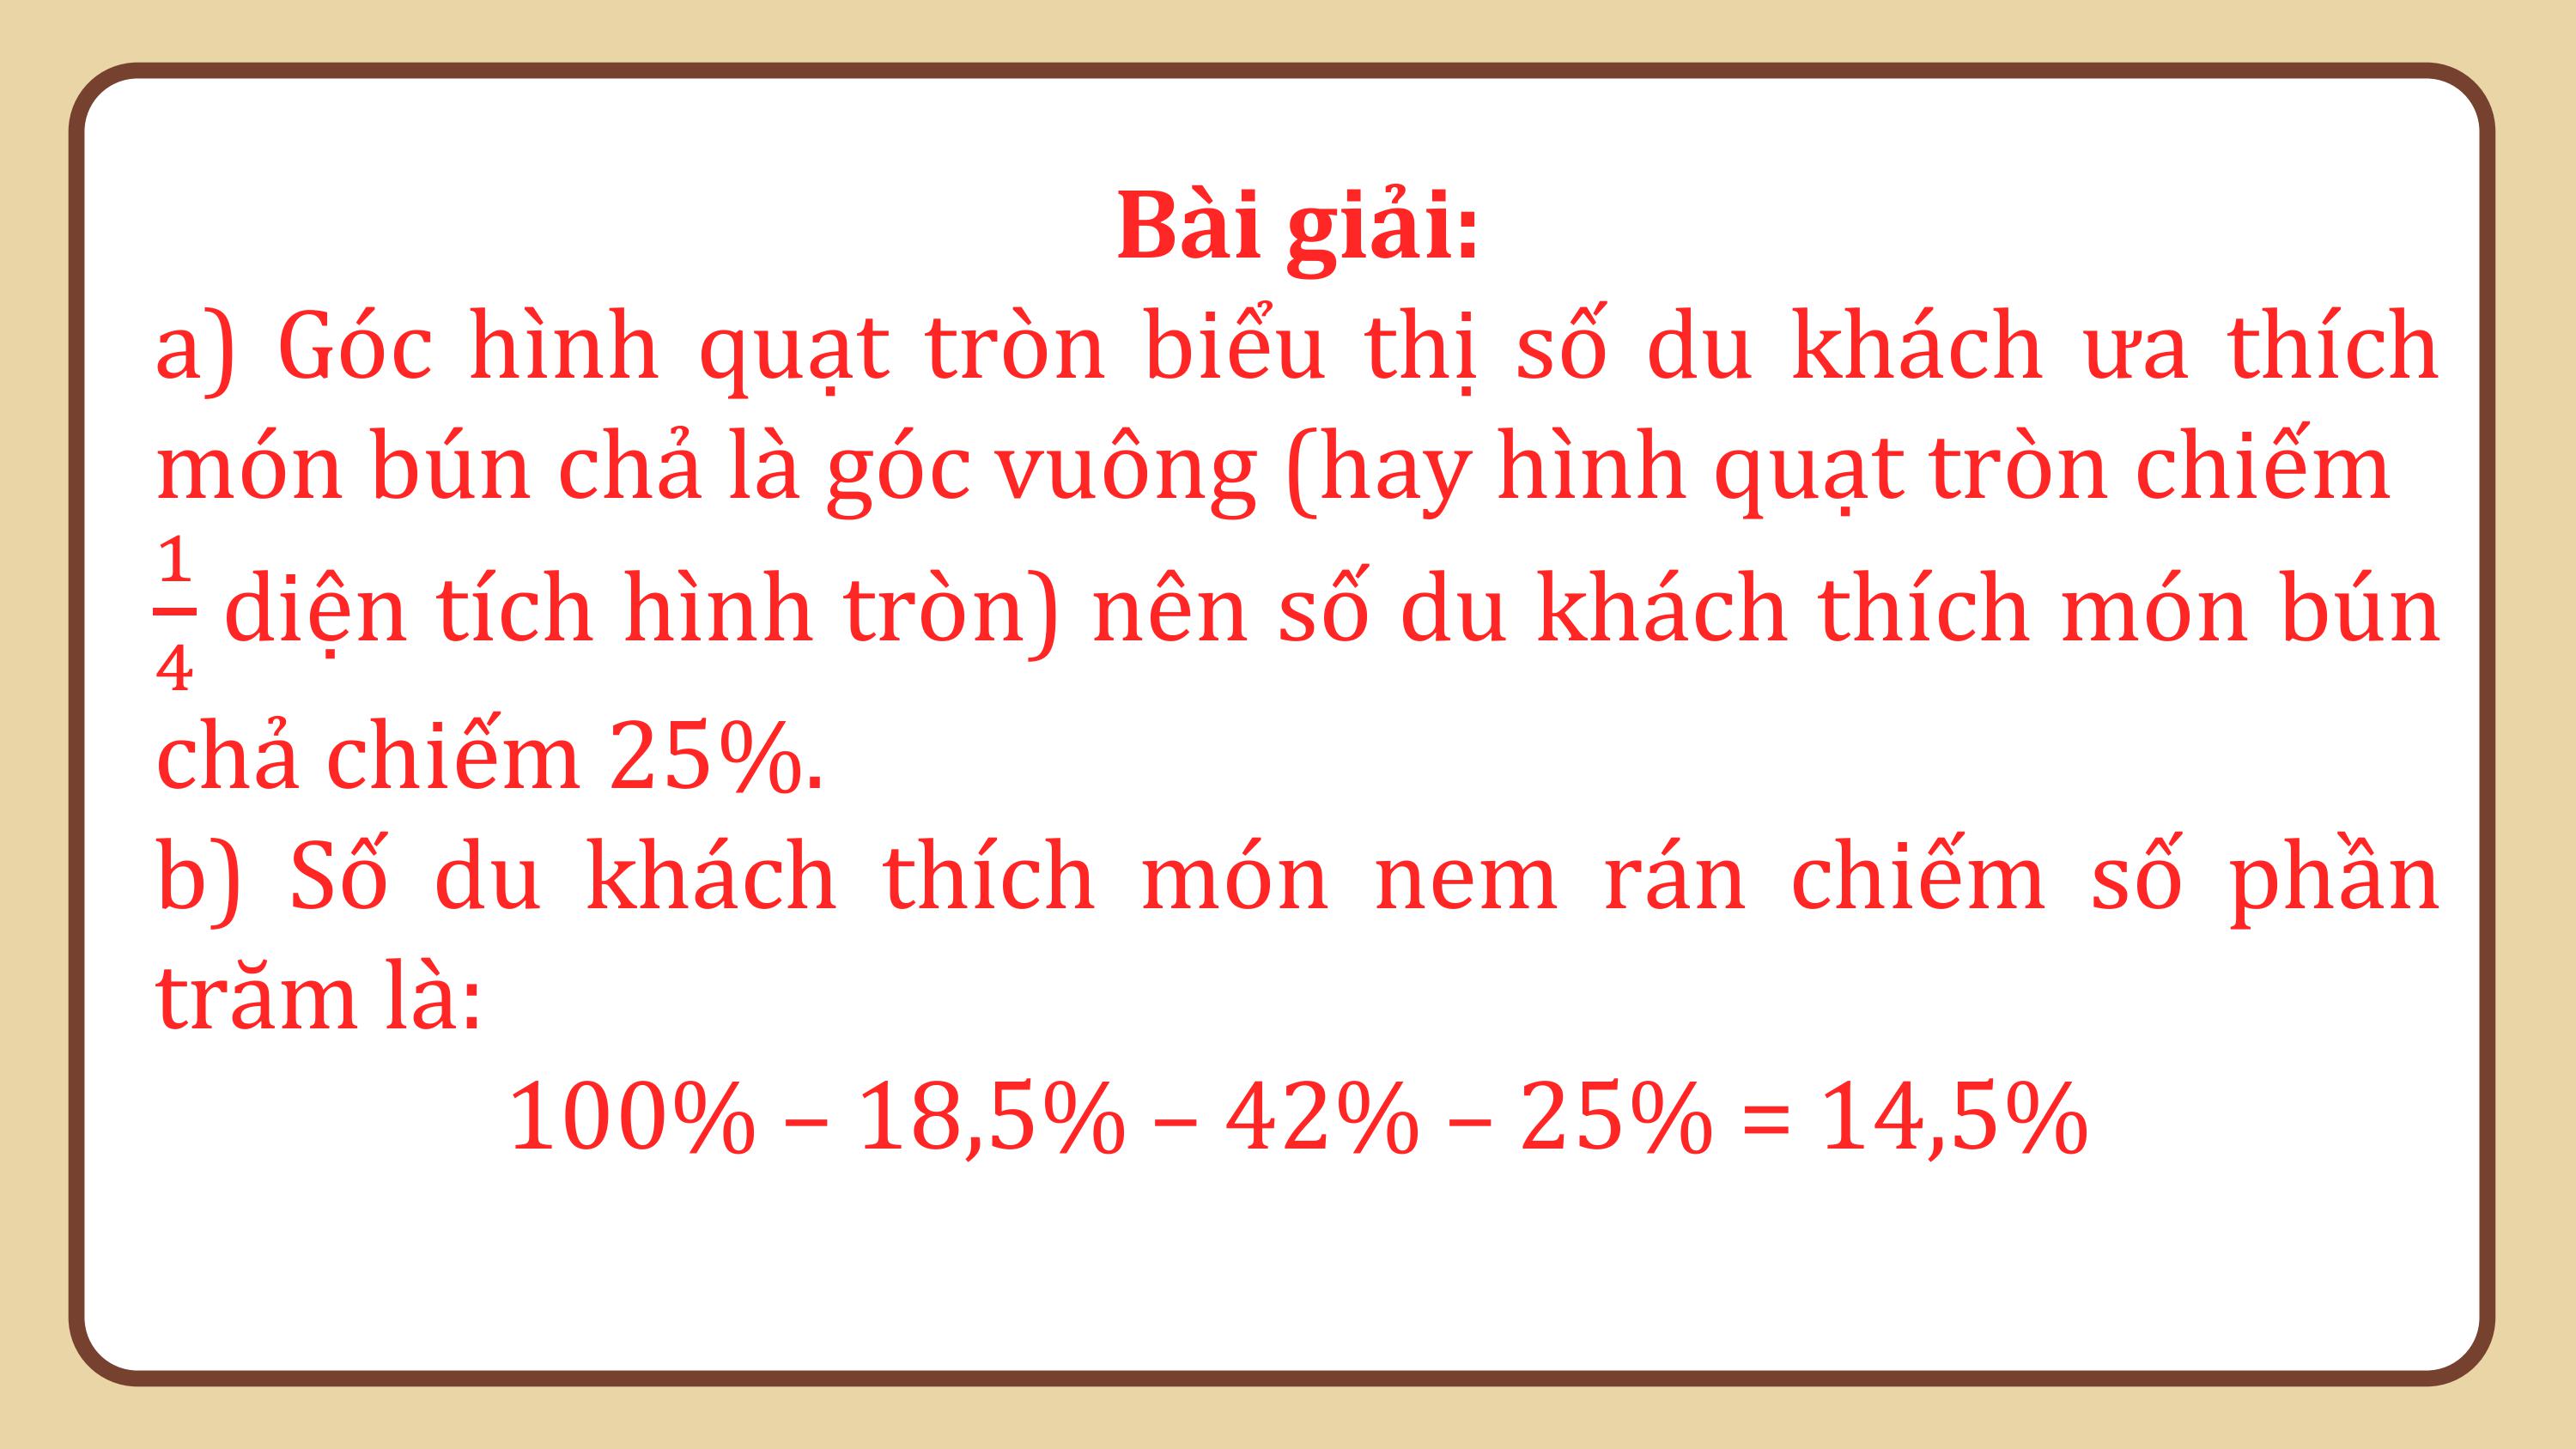 Bài giải:
a) Góc hình quạt tròn biểu thị số du khách ưa thích
món bún chả là góc vuông (hay hình quạt tròn chiếm
1/4 diện tích hình tròn) nên số du khách thích món bún
chả chiếm 25%.
b) Số du khách thích món nem rán chiếm số phần
trăm là:
100% – 18,5% – 42% – 25% = 14,5%